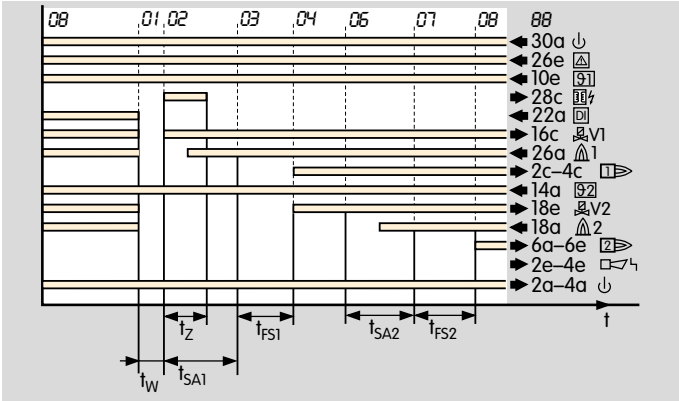 08 01 02 03 04 06 07 08 88
30a
26e
10e ϑ1
28c
22a DI
16c V1
26a 1
2c–4c 1
14a ϑ2
18e V2
18a 2
6a–6e 2
2e–4e
2a–4a
t
tZ tFS1 tSA2 tFS2
tW tSA1